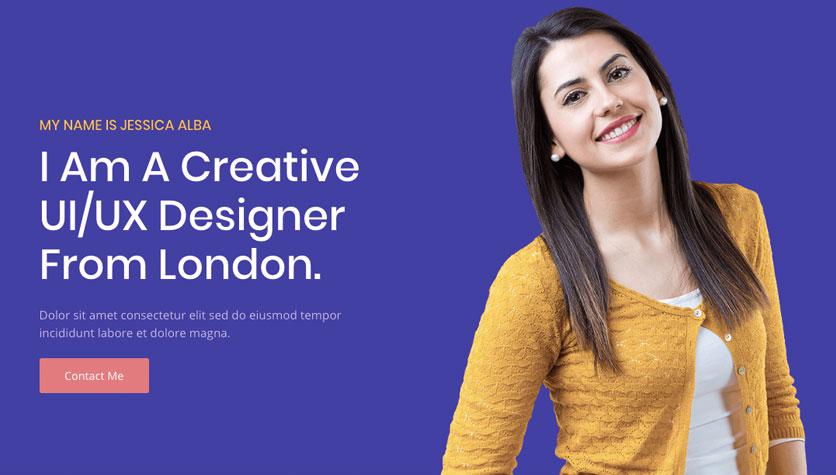 MY NAME IS JESSICA ALBA
I Am A Creative
UI/UX Designer
From London.
Dolor sit amet consectetur elit sed do eiusmod tempor
incididunt labore et dolore magna.
Contact Me